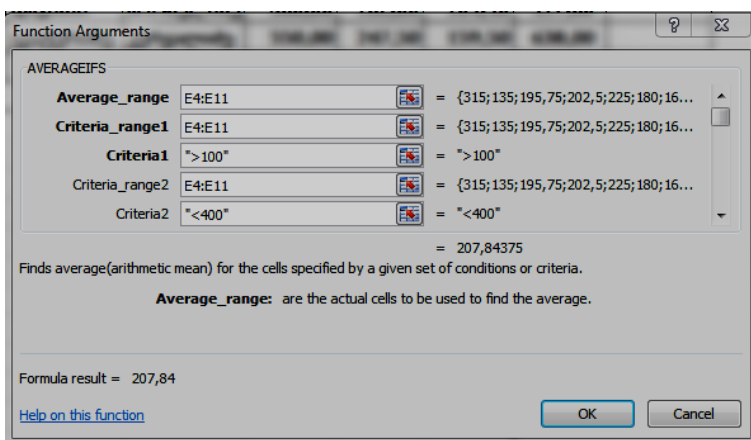 Function Arguments
AVERAGEIFS
Average_range E4:E11 = {315;135;195,75;202,5;225;180;16...
Criteria_range1 E4:E11 = {315;135;195,75;202,5;225;180;16...
Criteria1 ">100" = ">100"
Criteria_range2 E4:E11 = {315;135;195,75;202,5;225;180;16...
Criteria2 "<400" = "<400"
= 207,84375
Finds average(arithmetic mean) for the cells specified by a given set of conditions or criteria.
Average_range: are the actual cells to be used to find the average.
Formula result = 207,84
Help on this function
OK Cancel